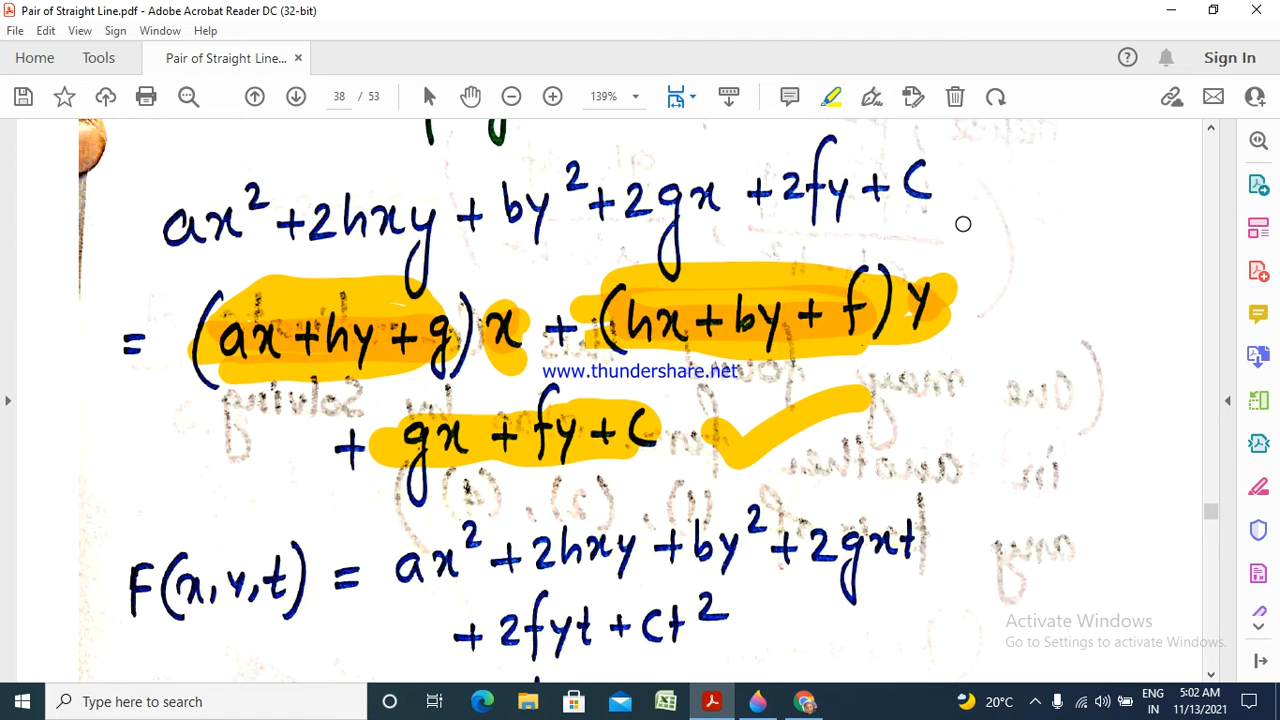 Pair of Straight Line.pdf - Adobe Acrobat Reader DC (32-bit)
File Edit View Sign Window Help
Home Tools Pair of Straight Line... × Sign In
38 / 53 139%
ax² + 2hxy + by² + 2gx + 2fy + c
= (ax + hy + g) x + (hx + by + f) y
www.thundershare.net
+ gx + fy + c
F(x, y, t) = ax² + 2hxy + by² + 2gxt
+ 2fyt + ct²
Activate Windows
Go to Settings to activate Windows.
Type here to search
20°C
ENG
IN
5:02 AM
11/13/2021